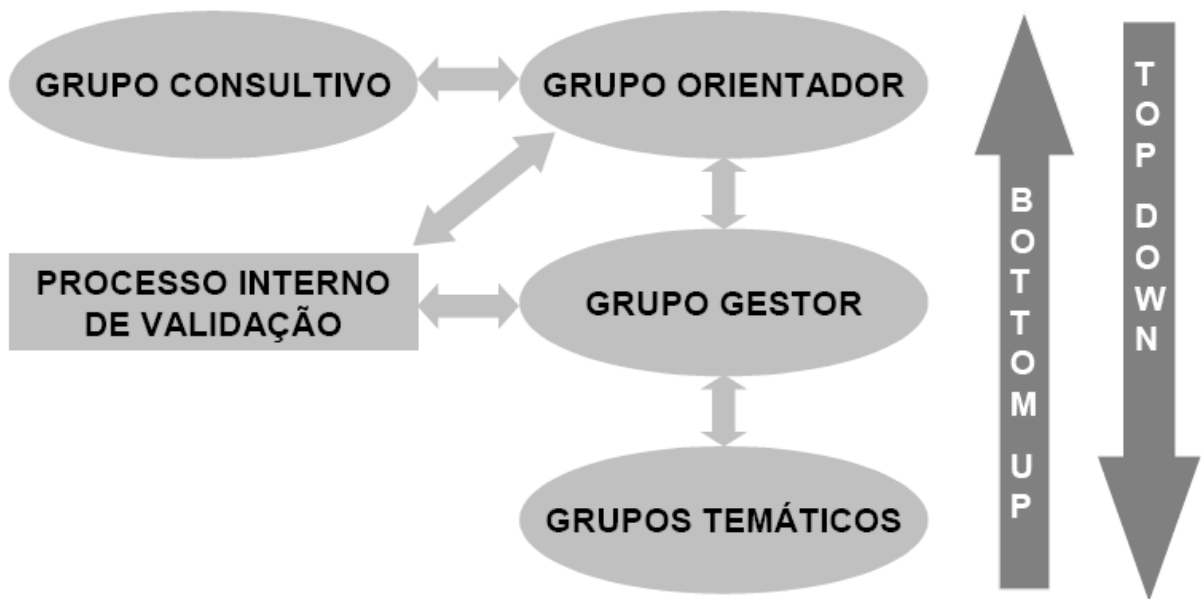 GRUPO CONSULTIVO
GRUPO ORIENTADOR
PROCESSO INTERNO
DE VALIDAÇÃO
GRUPO GESTOR
GRUPOS TEMÁTICOS
BOTTOM UP
TOP DOWN